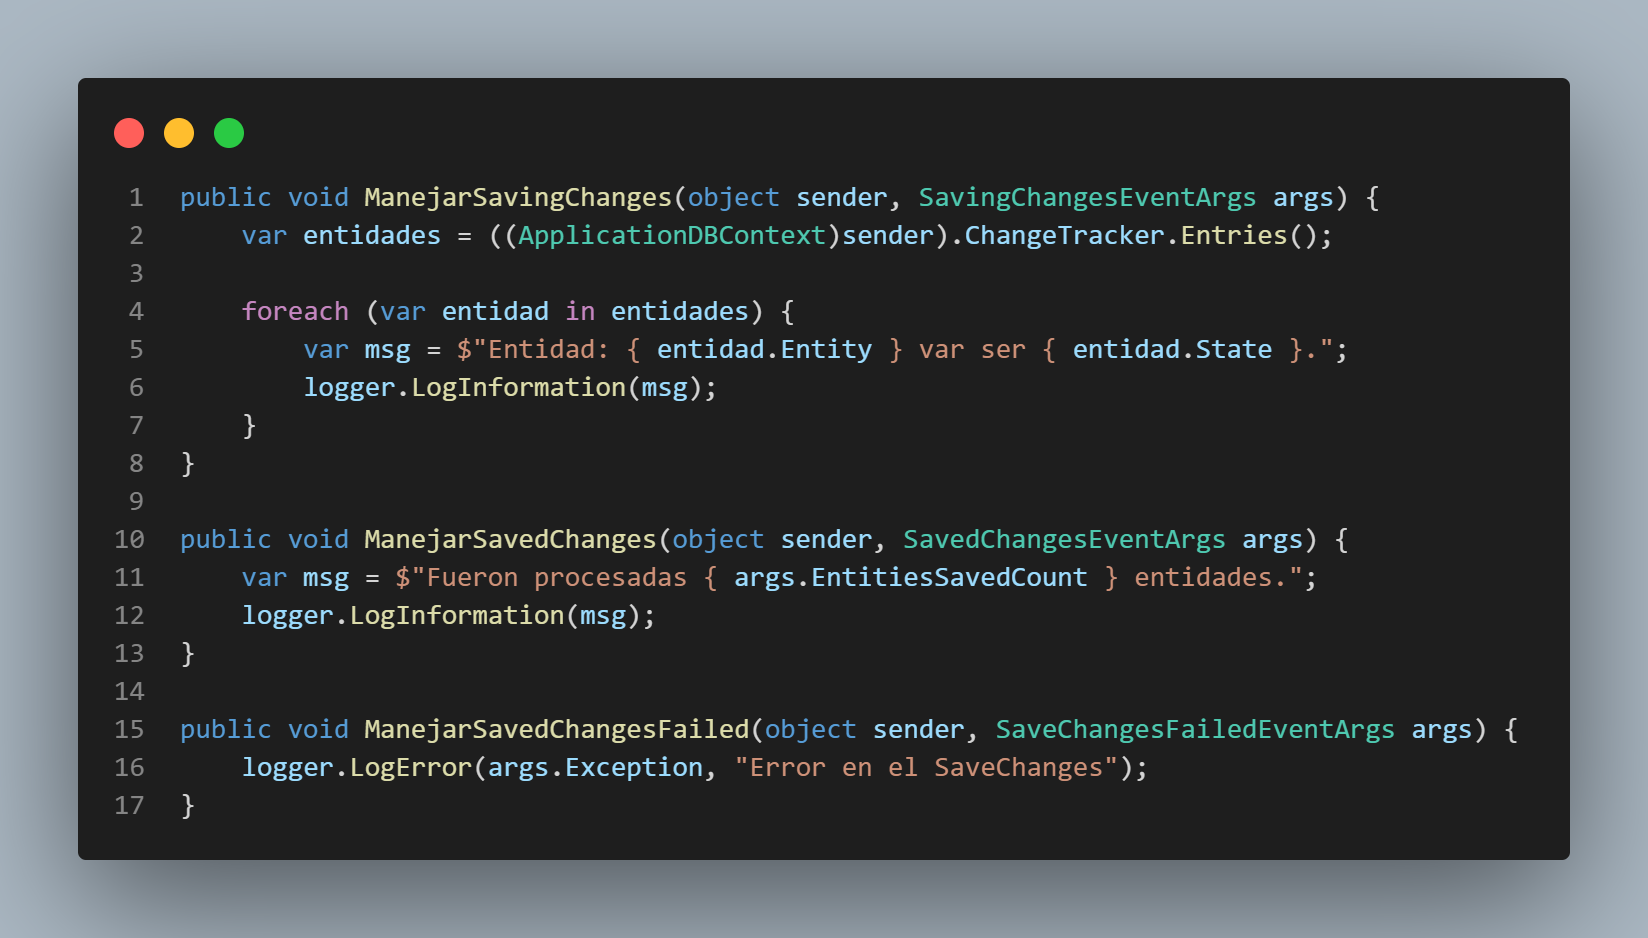 1 public void ManejarSavingChanges(object sender, SavingChangesEventArgs args) {
2     var entidades = ((ApplicationDBContext)sender).ChangeTracker.Entries();
3
4     foreach (var entidad in entidades) {
5         var msg = $"Entidad: { entidad.Entity } var ser { entidad.State }.";
6         logger.LogInformation(msg);
7     }
8 }
9
10 public void ManejarSavedChanges(object sender, SavedChangesEventArgs args) {
11     var msg = $"Fueron procesadas { args.EntitiesSavedCount } entidades.";
12     logger.LogInformation(msg);
13 }
14
15 public void ManejarSavedChangesFailed(object sender, SaveChangesFailedEventArgs args) {
16     logger.LogError(args.Exception, "Error en el SaveChanges");
17 }